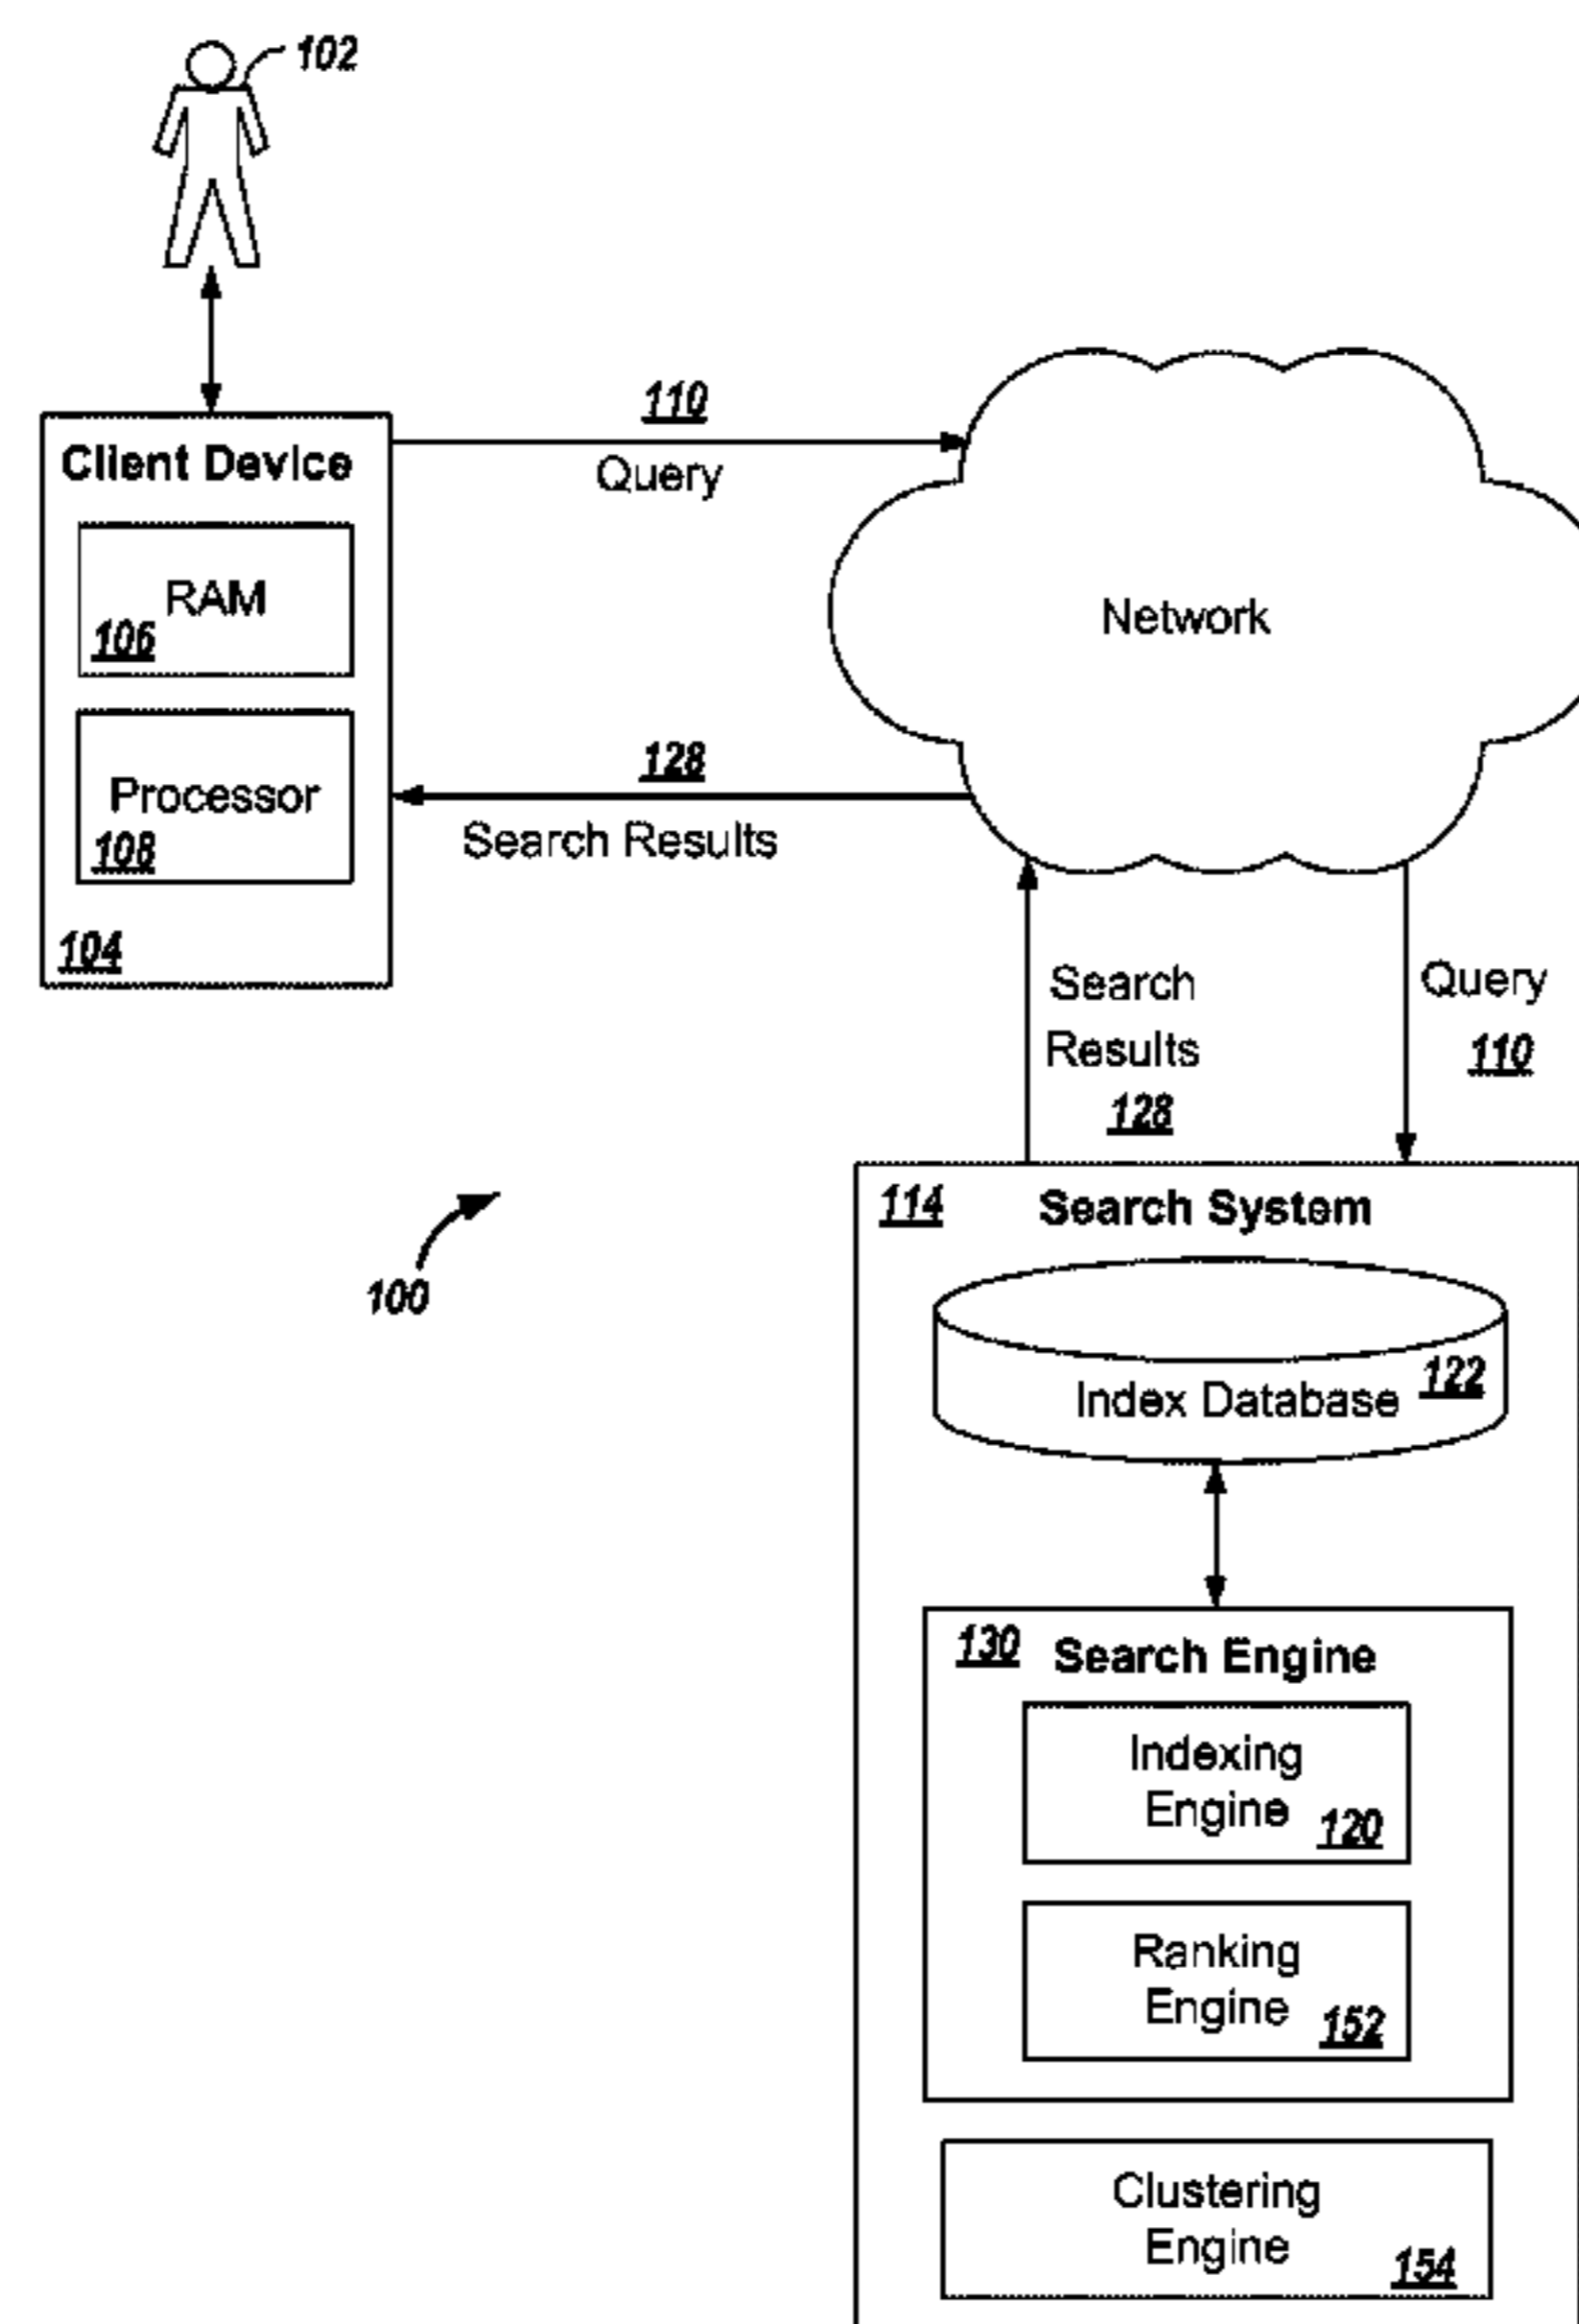 102
110
Query
Client Device
RAM
106
Network
Processor
108
128
Search Results
104
Search
Results
128
Query
110
100
114 Search System
Index Database 122
130 Search Engine
Indexing
Engine 120
Ranking
Engine 152
Clustering
Engine 154